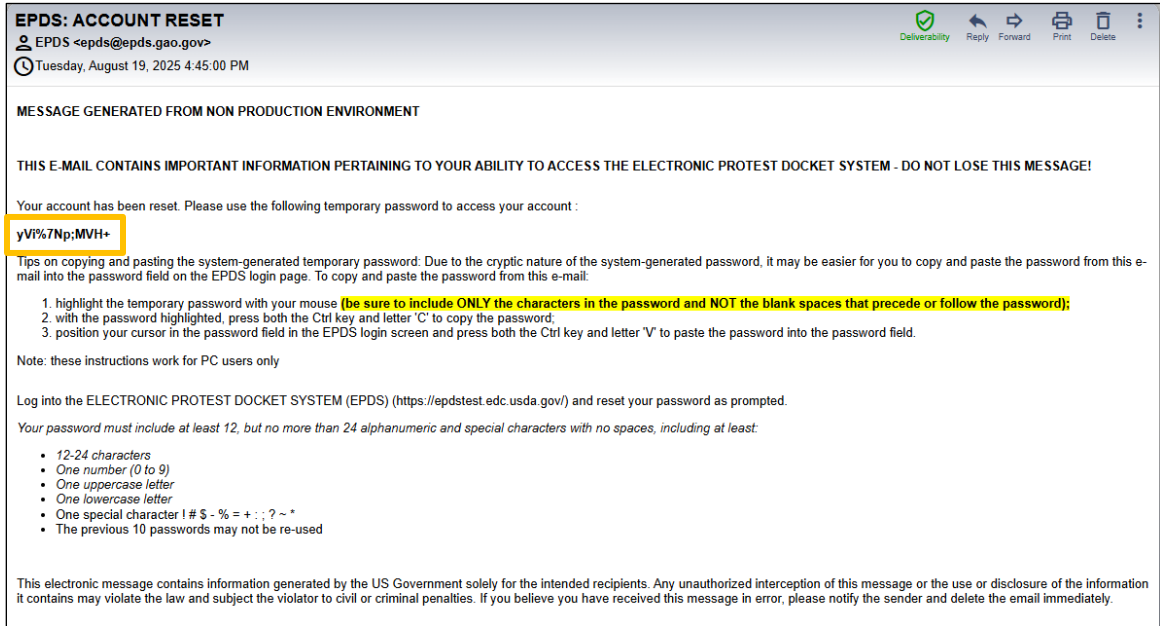 EPDS: ACCOUNT RESET
EPDS <epds@epds.gao.gov>
Tuesday, August 19, 2025 4:45:00 PM
Deliverability Reply Forward Print Delete
MESSAGE GENERATED FROM NON PRODUCTION ENVIRONMENT
THIS E-MAIL CONTAINS IMPORTANT INFORMATION PERTAINING TO YOUR ABILITY TO ACCESS THE ELECTRONIC PROTEST DOCKET SYSTEM - DO NOT LOSE THIS MESSAGE!
Your account has been reset. Please use the following temporary password to access your account :
yVi%7Np;MVH+
Tips on copying and pasting the system-generated temporary password: Due to the cryptic nature of the system-generated password, it may be easier for you to copy and paste the password from this e-
mail into the password field on the EPDS login page. To copy and paste the password from this e-mail:
1. highlight the temporary password with your mouse (be sure to include ONLY the characters in the password and NOT the blank spaces that precede or follow the password);
2. with the password highlighted, press both the Ctrl key and letter 'C' to copy the password;
3. position your cursor in the password field in the EPDS login screen and press both the Ctrl key and letter 'V' to paste the password into the password field.
Note: these instructions work for PC users only
Log into the ELECTRONIC PROTEST DOCKET SYSTEM (EPDS) (https://epdstest.edc.usda.gov/) and reset your password as prompted.
Your password must include at least 12, but no more than 24 alphanumeric and special characters with no spaces, including at least:
• 12-24 characters
• One number (0 to 9)
• One uppercase letter
• One lowercase letter
• One special character ! # $ - % = + : ; ? ~ *
• The previous 10 passwords may not be re-used
This electronic message contains information generated by the US Government solely for the intended recipients. Any unauthorized interception of this message or the use or disclosure of the information
it contains may violate the law and subject the violator to civil or criminal penalties. If you believe you have received this message in error, please notify the sender and delete the email immediately.